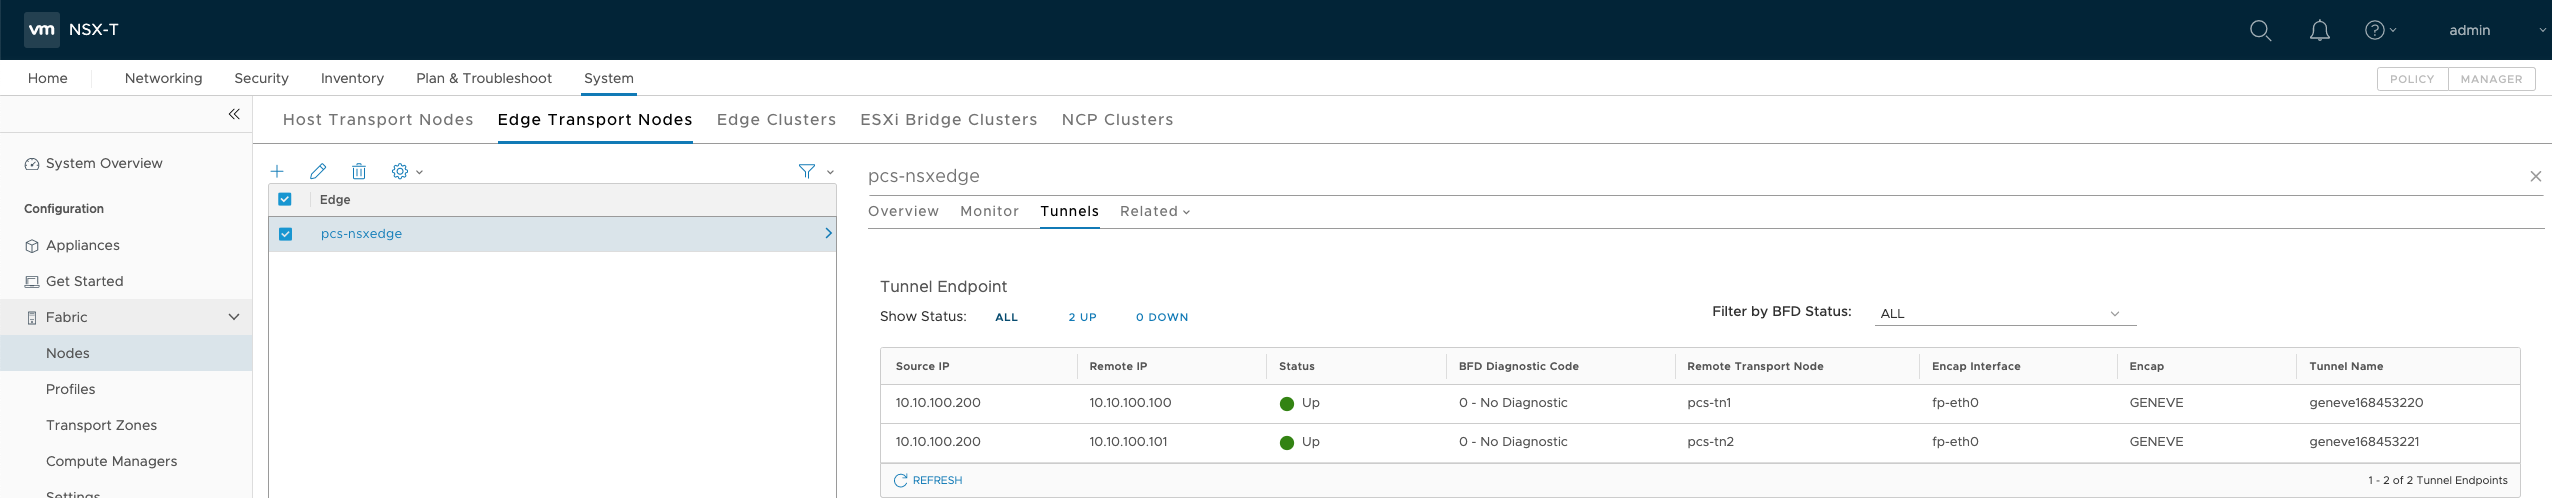 vm NSX-T admin
Home Networking Security Inventory Plan & Troubleshoot System POLICY MANAGER
Host Transport Nodes Edge Transport Nodes Edge Clusters ESXi Bridge Clusters NCP Clusters
System Overview
Configuration
Appliances
Get Started
Fabric
Nodes
Profiles
Transport Zones
Compute Managers
Settings
Edge
pcs-nsxedge
pcs-nsxedge
Overview Monitor Tunnels Related
Tunnel Endpoint
Show Status: ALL 2 UP 0 DOWN Filter by BFD Status: ALL
Source IP Remote IP Status BFD Diagnostic Code Remote Transport Node Encap Interface Encap Tunnel Name
10.10.100.200 10.10.100.100 Up 0 - No Diagnostic pcs-tn1 fp-eth0 GENEVE geneve168453220
10.10.100.200 10.10.100.101 Up 0 - No Diagnostic pcs-tn2 fp-eth0 GENEVE geneve168453221
REFRESH 1 - 2 of 2 Tunnel Endpoints